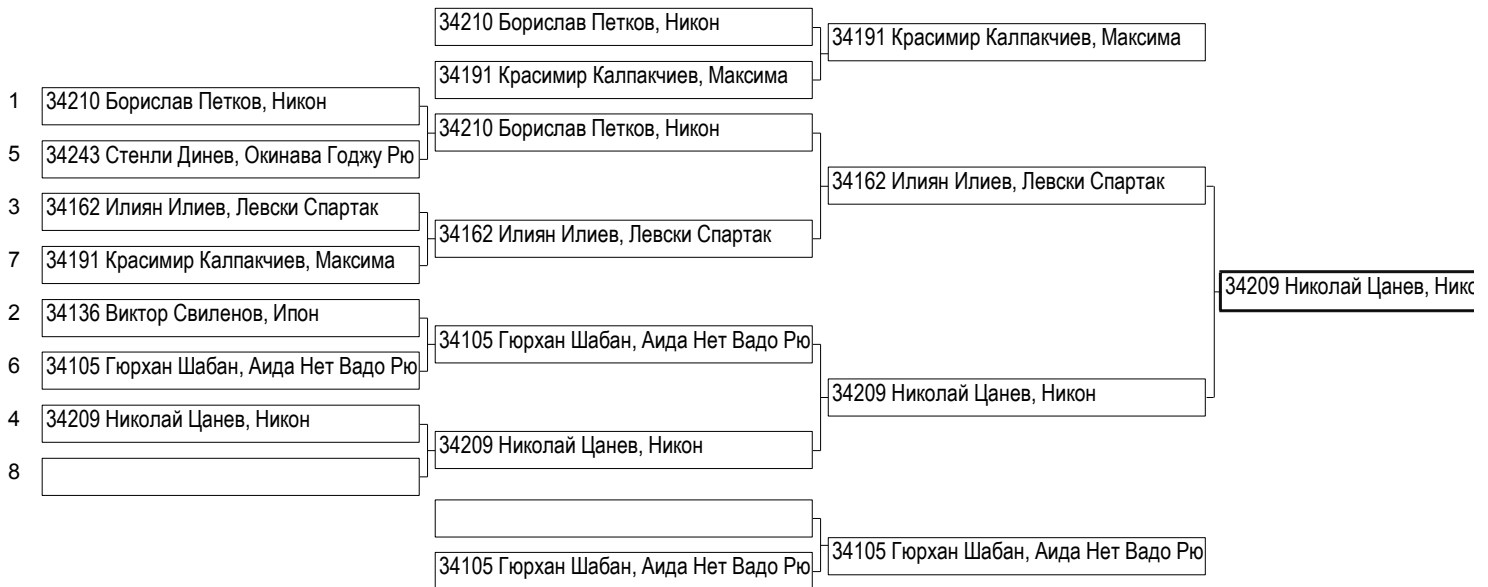 34210 Борислав Петков, Никон
34191 Красимир Калпакчиев, Максима
34191 Красимир Калпакчиев, Максима
1 34210 Борислав Петков, Никон
34210 Борислав Петков, Никон
5 34243 Стенли Динев, Окинава Годжу Рю
34162 Илиян Илиев, Левски Спартак
3 34162 Илиян Илиев, Левски Спартак
34162 Илиян Илиев, Левски Спартак
7 34191 Красимир Калпакчиев, Максима
34209 Николай Цанев, Нико
2 34136 Виктор Свиленов, Ипон
34105 Гюрхан Шабан, Аида Нет Вадо Рю
6 34105 Гюрхан Шабан, Аида Нет Вадо Рю
34209 Николай Цанев, Никон
4 34209 Николай Цанев, Никон
34209 Николай Цанев, Никон
8
34105 Гюрхан Шабан, Аида Нет Вадо Рю
34105 Гюрхан Шабан, Аида Нет Вадо Рю